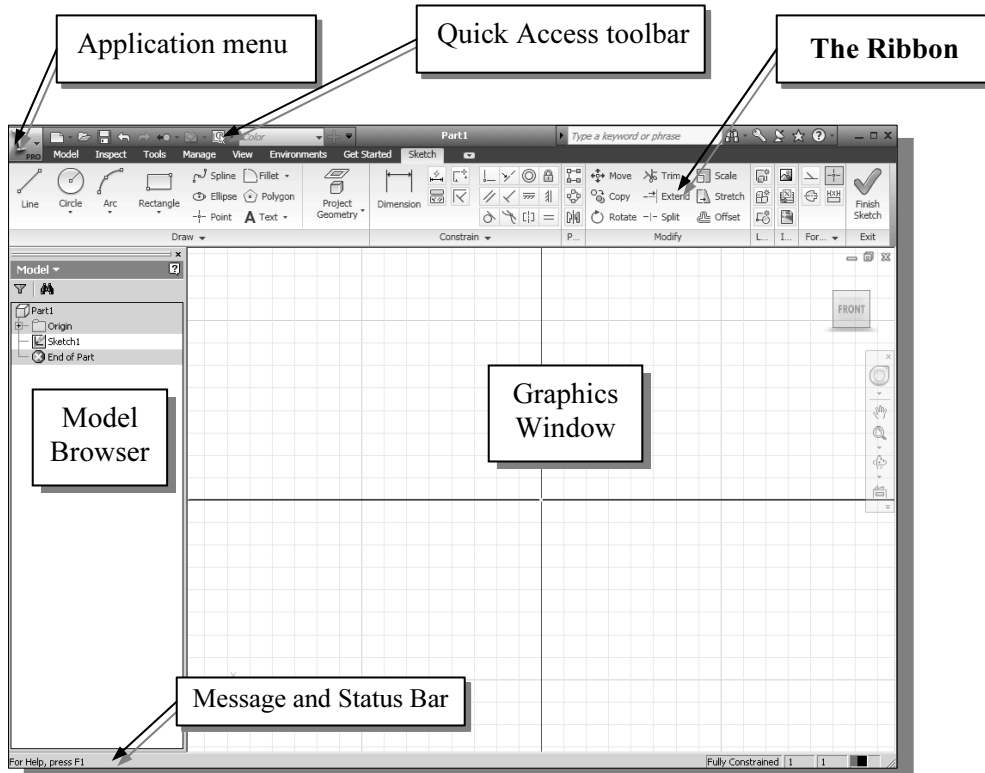 Application menu
Quick Access toolbar
The Ribbon
PRO
Color
Part1
Type a keyword or phrase
Model Inspect Tools Manage View Environments Get Started Sketch
Line
Circle
Arc
Rectangle
Spline
Fillet
Ellipse
Polygon
Point
A Text
Project
Geometry
Dimension
Move
Trim
Scale
Copy
Extend
Stretch
Rotate
Split
Offset
Finish
Sketch
Draw
Constrain
P...
Modify
L...
I...
For...
Exit
Model
Part1
Origin
Sketch1
End of Part
FRONT
Model
Browser
Graphics
Window
Message and Status Bar
For Help, press F1
Fully Constrained 1 1